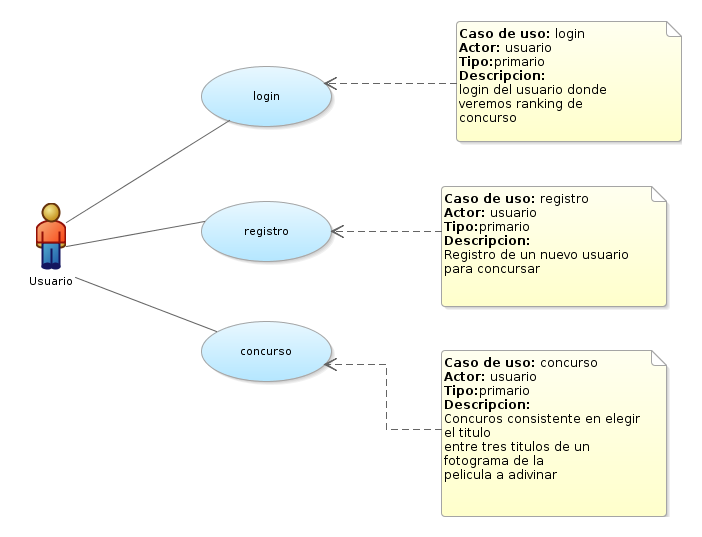 Caso de uso: login
Actor: usuario
Tipo:primario
Descripcion:
login del usuario donde
veremos ranking de
concurso
login
Caso de uso: registro
Actor: usuario
Tipo:primario
Descripcion:
Registro de un nuevo usuario
para concursar
registro
Usuario
concurso
Caso de uso: concurso
Actor: usuario
Tipo:primario
Descripcion:
Concuros consistente en elegir
el titulo
entre tres titulos de un
fotograma de la
pelicula a adivinar